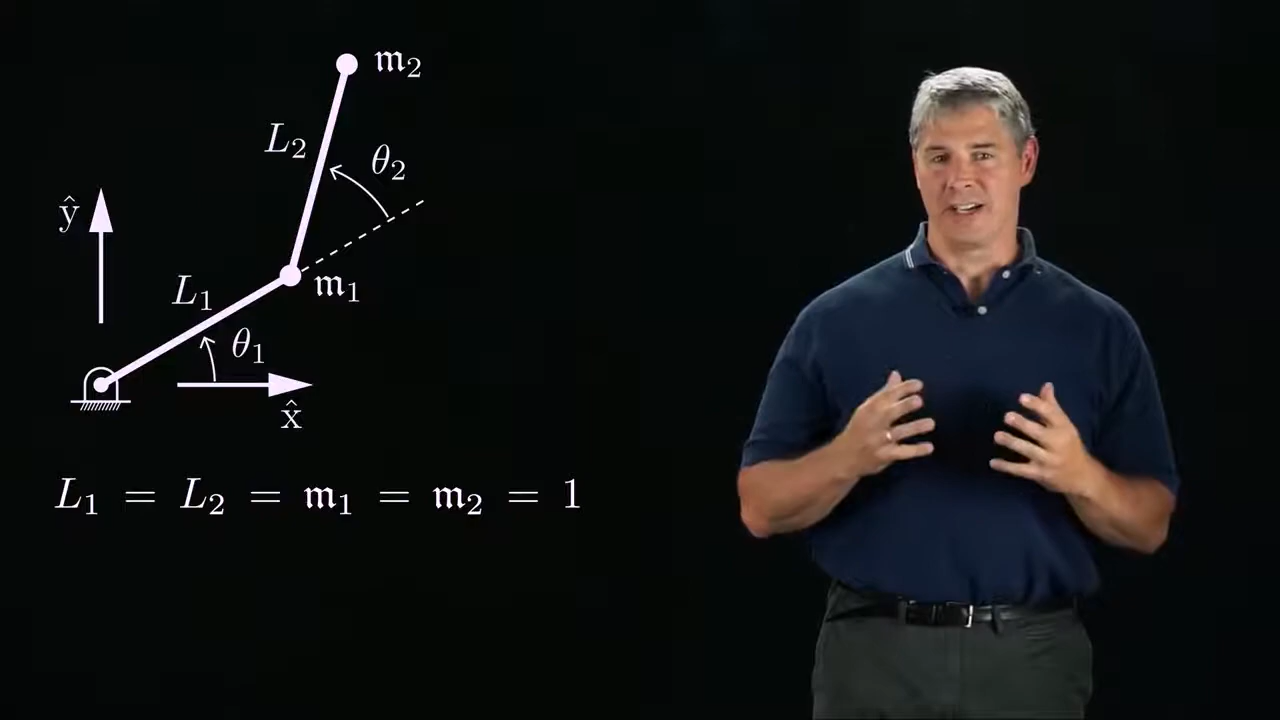 𝔪₂
L₂
θ₂
ŷ
L₁
𝔪₁
θ₁
x̂
L₁ = L₂ = 𝔪₁ = 𝔪₂ = 1